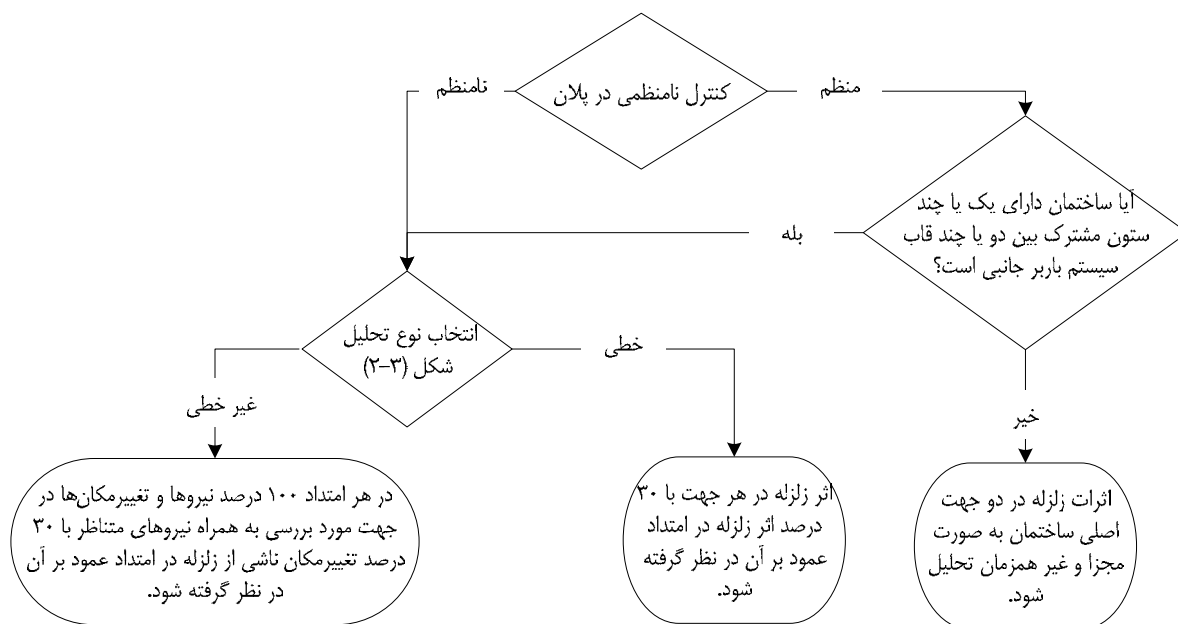 کنترل نامنظمی در پلان
منظم
نامنظم
آیا ساختمان دارای یک یا چند
ستون مشترک بین دو یا چند قاب
سیستم باربر جانبی است؟
بله
خیر
انتخاب نوع تحلیل
شکل (۳-۲)
خطی
غیر خطی
اثرات زلزله در دو جهت
اصلی ساختمان به صورت
مجزا و غیر همزمان تحلیل
شود.
اثر زلزله در هر جهت با ۳۰
درصد اثر زلزله در امتداد
عمود بر آن در نظر گرفته
شود.
در هر امتداد ۱۰۰ درصد نیروها و تغییرمکان‌ها در
جهت مورد بررسی به همراه نیروهای متناظر با ۳۰
درصد تغییرمکان ناشی از زلزله در امتداد عمود بر آن
در نظر گرفته شود.